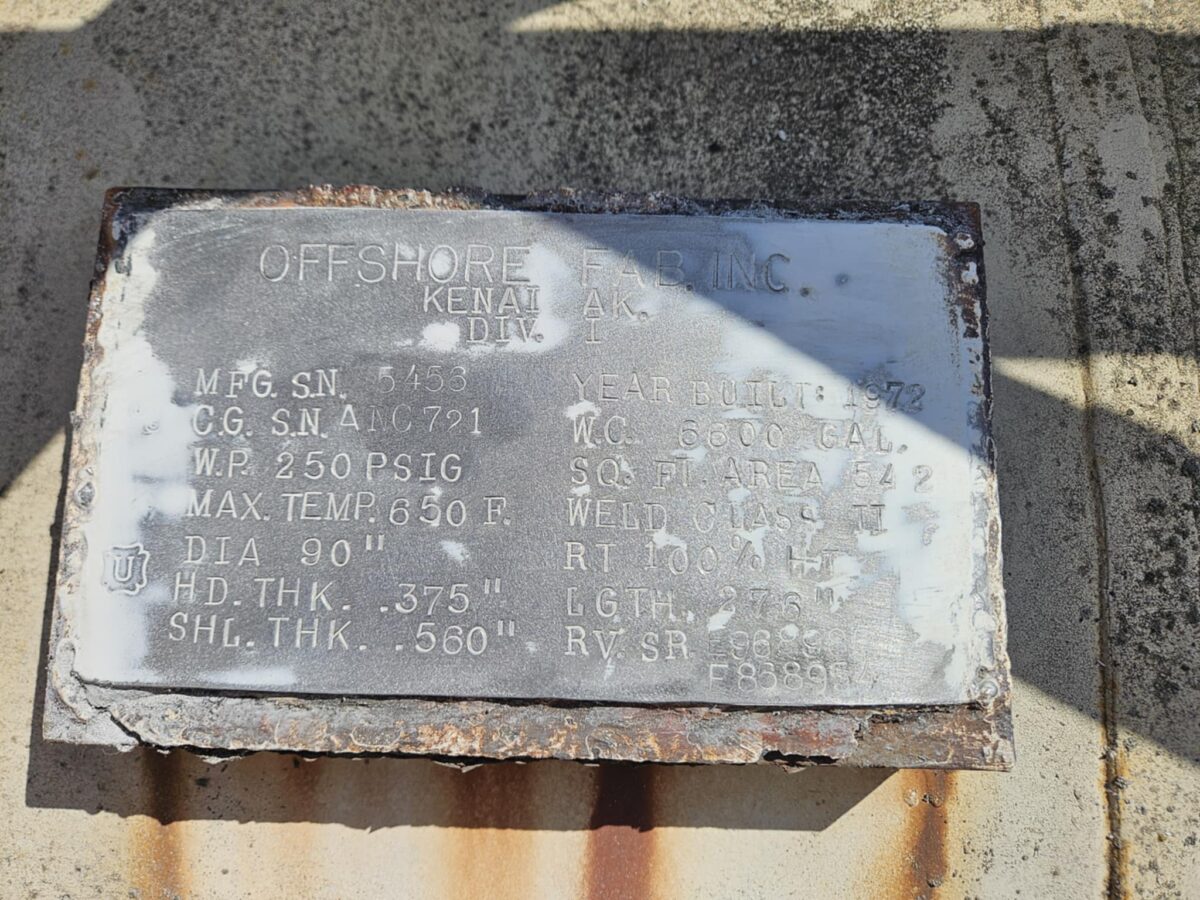 OFFSHORE FAB. INC.
KENAI AK.
DIV. I
MFG. S.N. 5453
C.G. S.N. ANC721
W.P. 250 PSIG
MAX. TEMP. 650 F.
DIA 90"
U
HD. THK. .375"
SHL. THK. .560"
YEAR BUILT: 1972
W.C. 6600 GAL.
SQ. FT. AREA 542
WELD CLASS II
RT 100% HT
LGTH. 276"
RV. SR